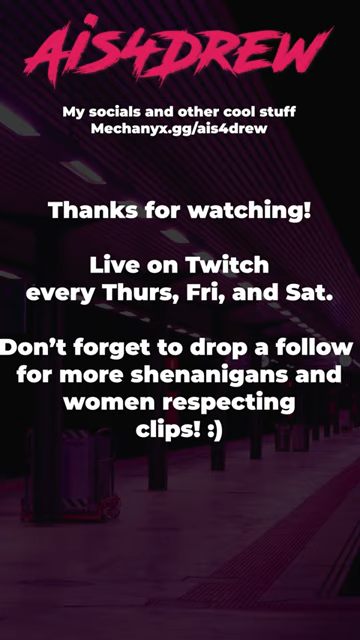 AiS4DREW
My socials and other cool stuff
Mechanyx.gg/ais4drew
Thanks for watching!
Live on Twitch
every Thurs, Fri, and Sat.
Don't forget to drop a follow
for more shenanigans and
women respecting
clips! :)